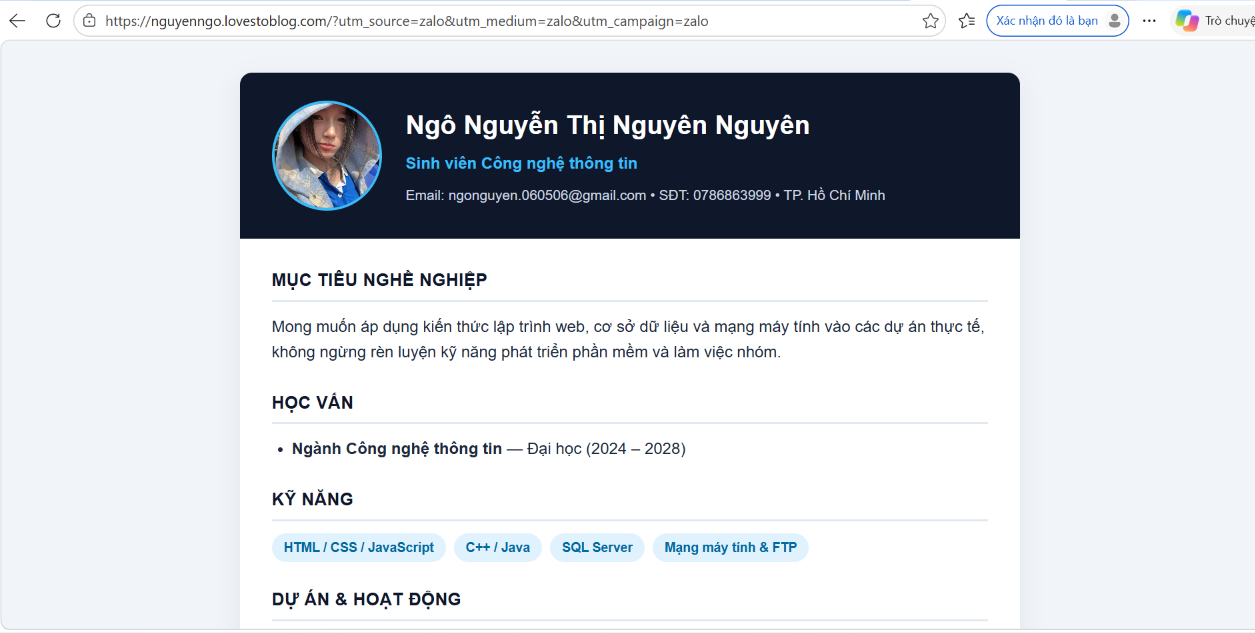 https://nguyenngo.lovestoblog.com/?utm_source=zalo&utm_medium=zalo&utm_campaign=zalo
Xác nhận đó là bạn
Trò chuyệ
Ngô Nguyễn Thị Nguyên Nguyên
Sinh viên Công nghệ thông tin
Email: ngonguyen.060506@gmail.com • SĐT: 0786863999 • TP. Hồ Chí Minh
MỤC TIÊU NGHỀ NGHIỆP
Mong muốn áp dụng kiến thức lập trình web, cơ sở dữ liệu và mạng máy tính vào các dự án thực tế,
không ngừng rèn luyện kỹ năng phát triển phần mềm và làm việc nhóm.
HỌC VẤN
• Ngành Công nghệ thông tin — Đại học (2024 – 2028)
KỸ NĂNG
HTML / CSS / JavaScript
C++ / Java
SQL Server
Mạng máy tính & FTP
DỰ ÁN & HOẠT ĐỘNG